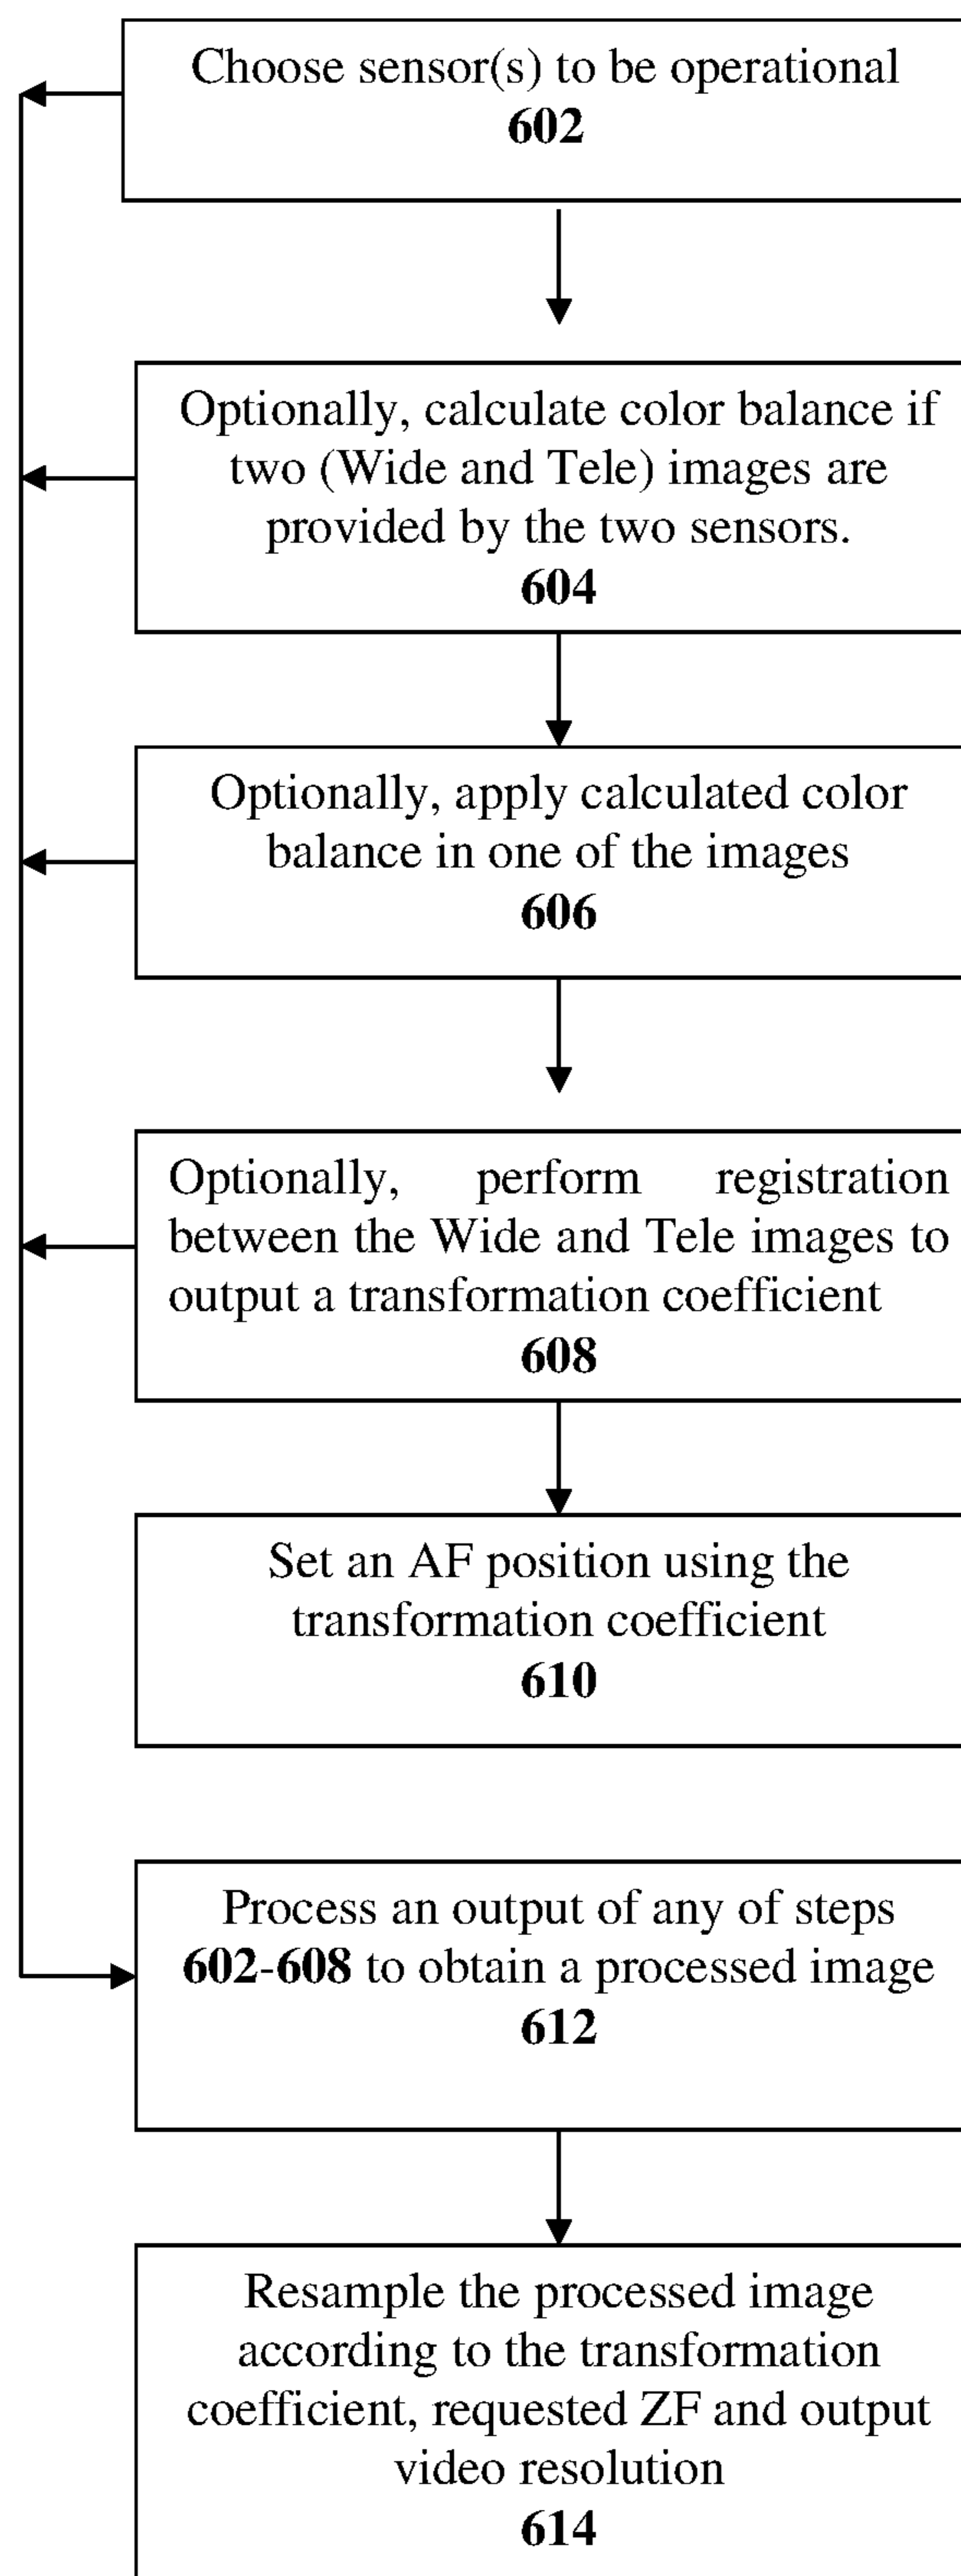 Choose sensor(s) to be operational
602
Optionally, calculate color balance if
two (Wide and Tele) images are
provided by the two sensors.
604
Optionally, apply calculated color
balance in one of the images
606
Optionally, perform registration
between the Wide and Tele images to
output a transformation coefficient
608
Set an AF position using the
transformation coefficient
610
Process an output of any of steps
602-608 to obtain a processed image
612
Resample the processed image
according to the transformation
coefficient, requested ZF and output
video resolution
614